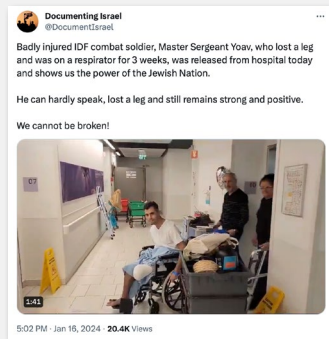 Documenting Israel
@DocumentIsrael
Badly injured IDF combat soldier, Master Sergeant Yoav, who lost a leg
and was on a respirator for 3 weeks, was released from hospital today
and shows us the power of the Jewish Nation.
He can hardly speak, lost a leg and still remains strong and positive.
We cannot be broken!
07
1:41
5:02 PM · Jan 16, 2024 · 20.4K Views